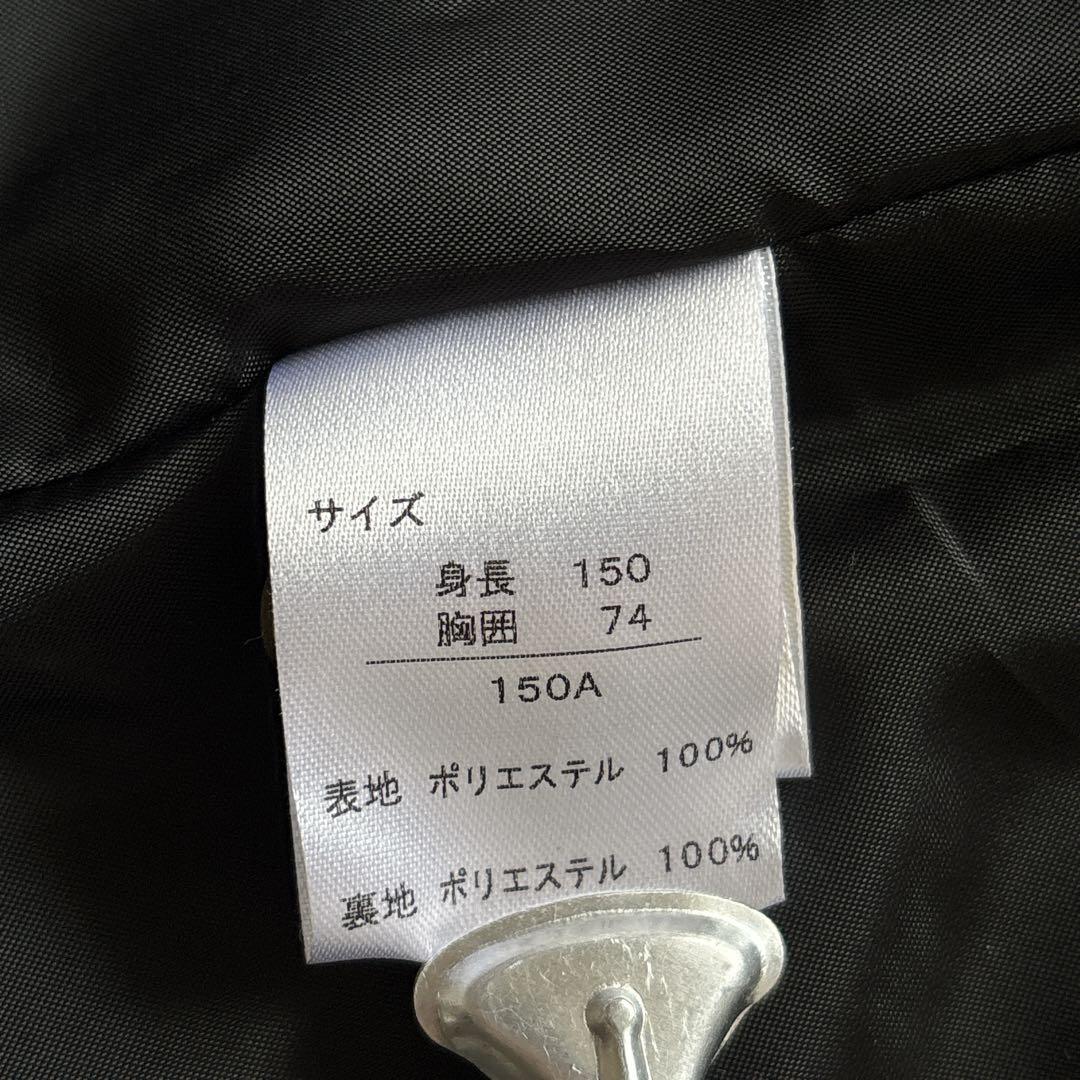 サイズ
身長 150
胸囲 74
150A
表地 ポリエステル 100%
裏地 ポリエステル 100%